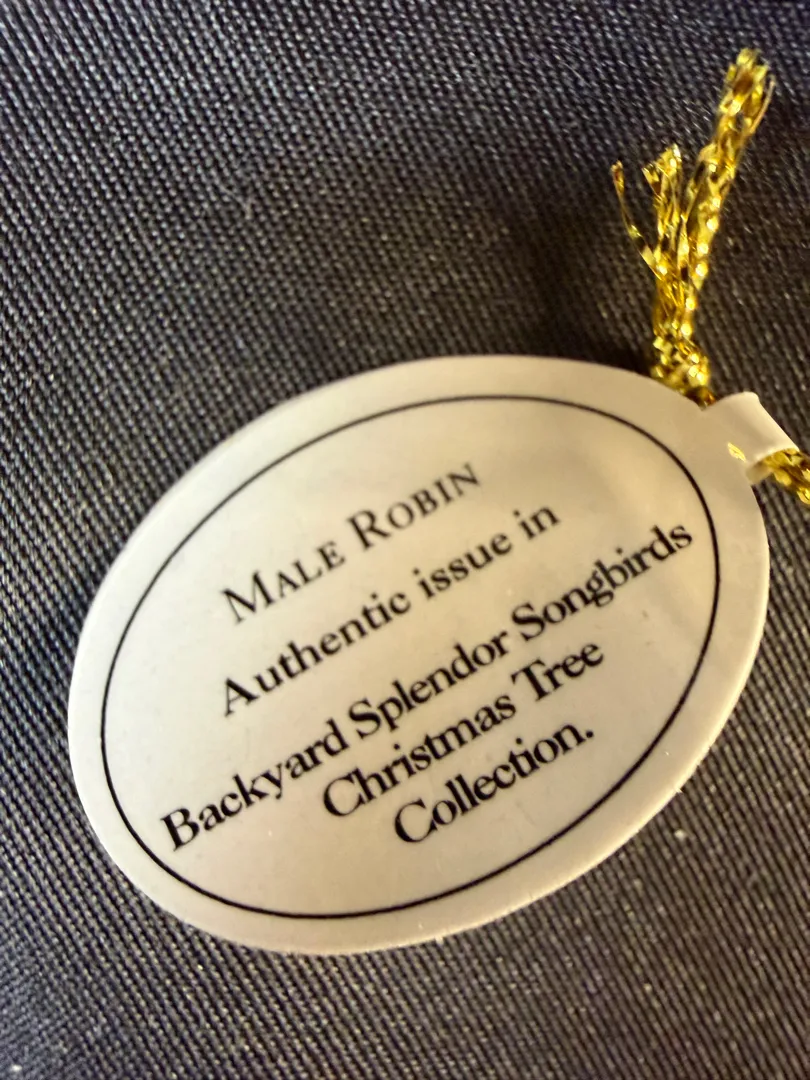 MALE ROBIN
Authentic issue in
Backyard Splendor Songbirds
Christmas Tree
Collection.